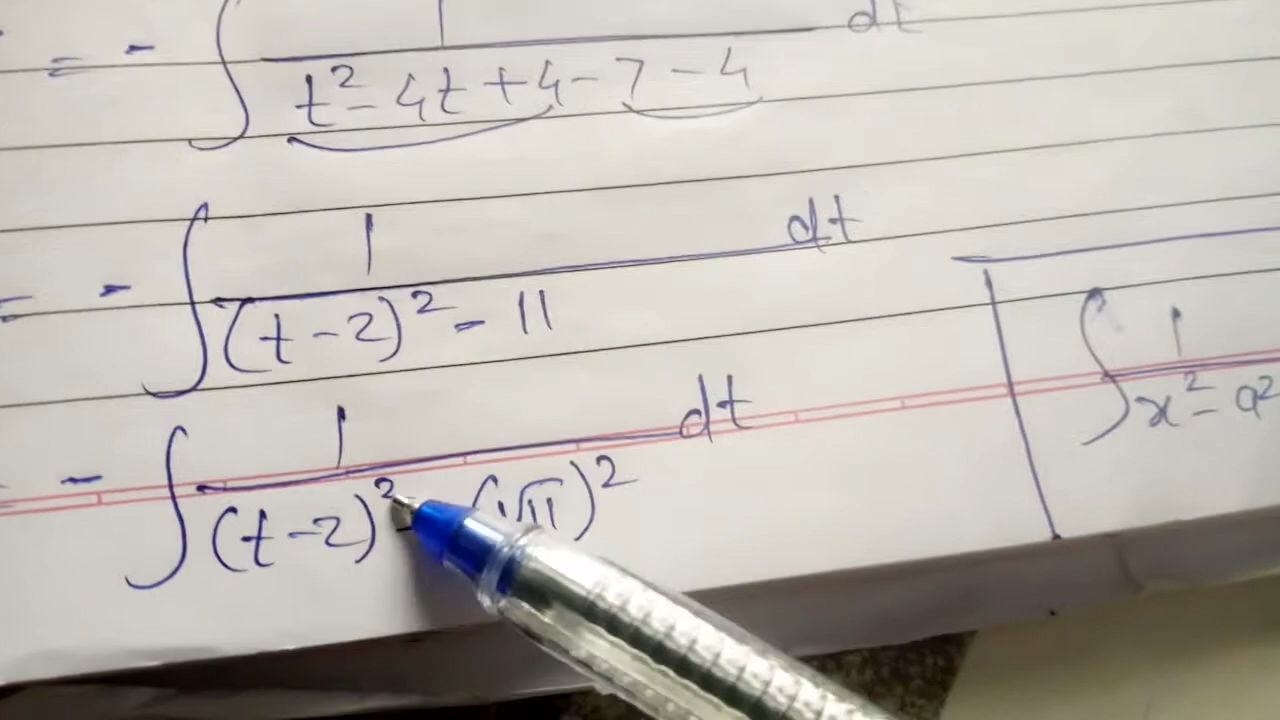 = - ∫ 1 / (t² - 4t + 4 - 7 - 4) dt
= - ∫ 1 / ((t - 2)² - 11) dt
- ∫ 1 / ((t - 2)² - (√11)²) dt
∫ 1 / (x² - a²)